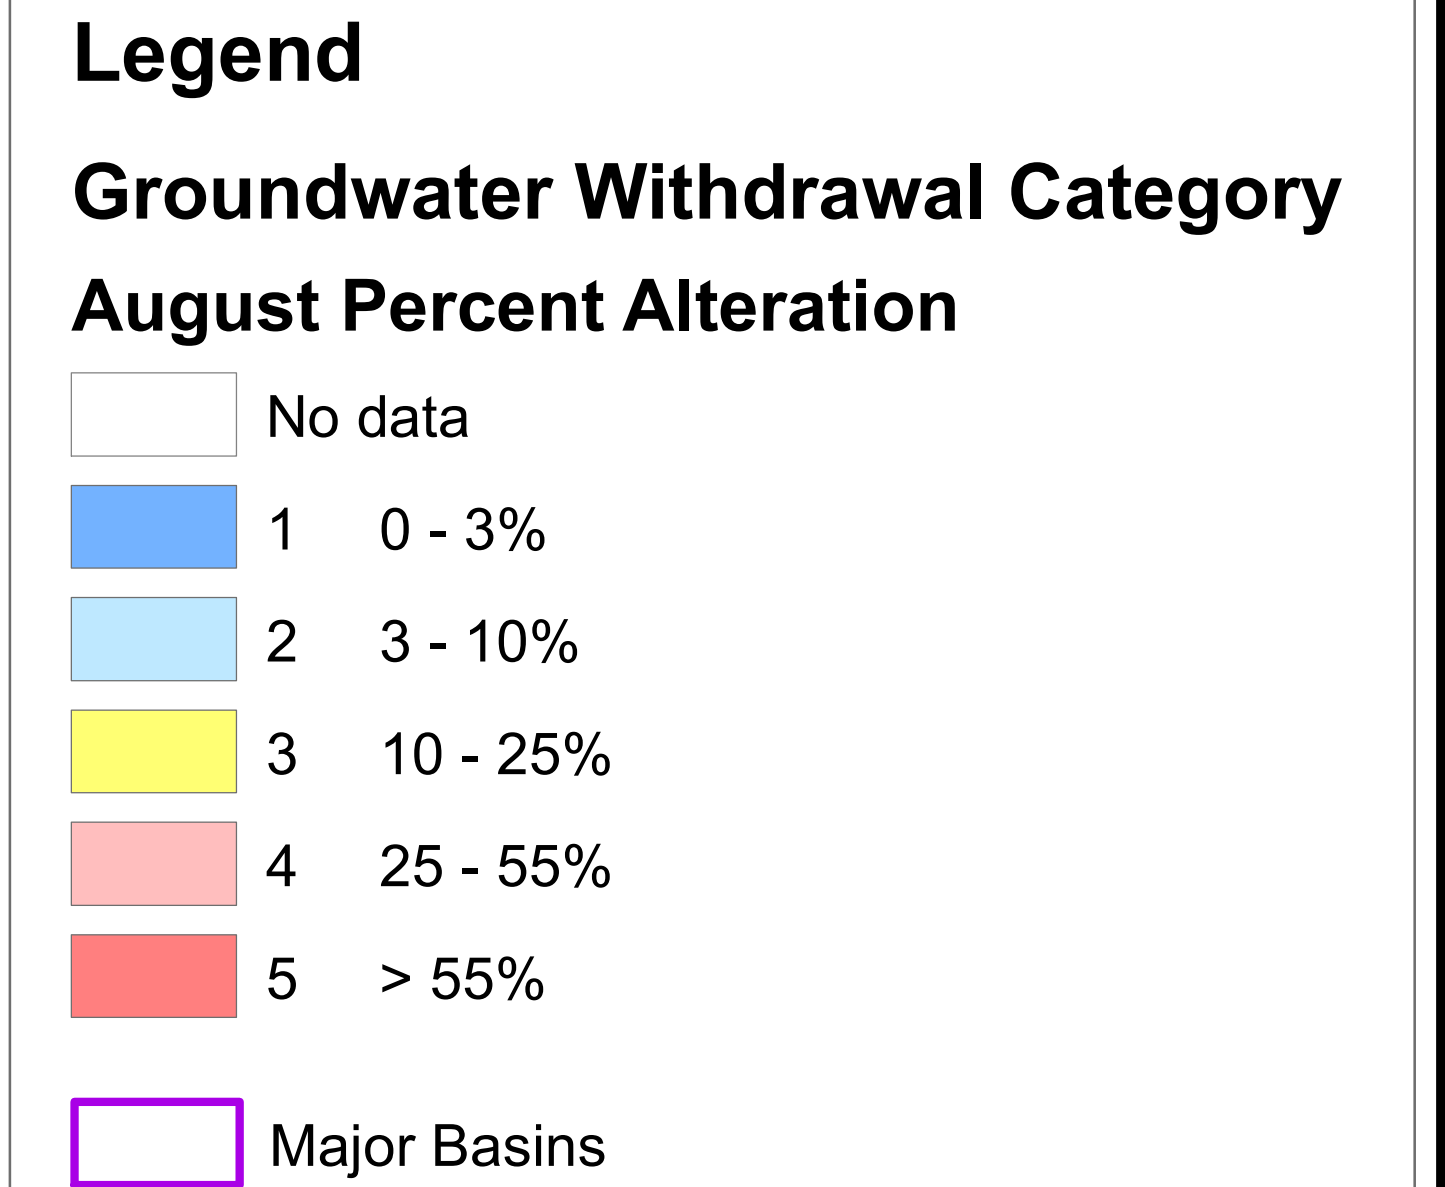 Legend
Groundwater Withdrawal Category
August Percent Alteration
No data
1 0 - 3%
2 3 - 10%
3 10 - 25%
4 25 - 55%
5 > 55%
Major Basins